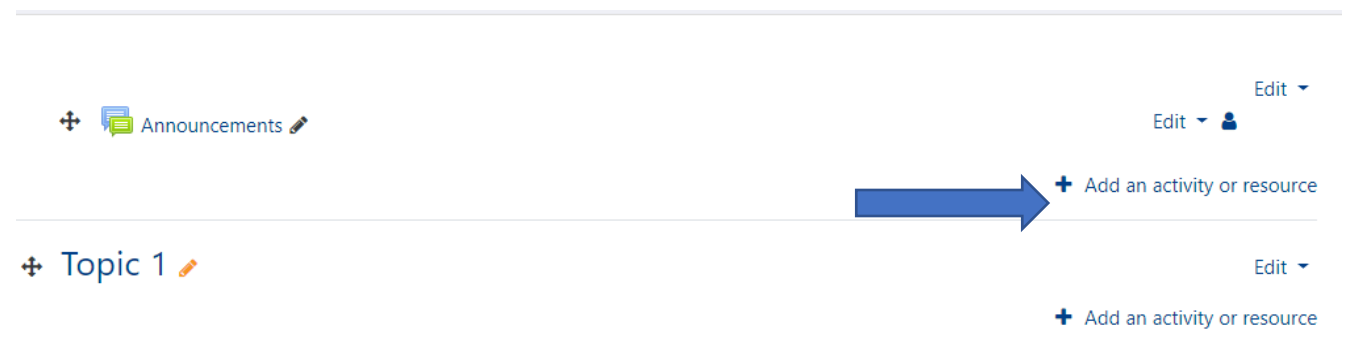 Edit
Announcements
Edit
+ Add an activity or resource
Topic 1
Edit
+ Add an activity or resource